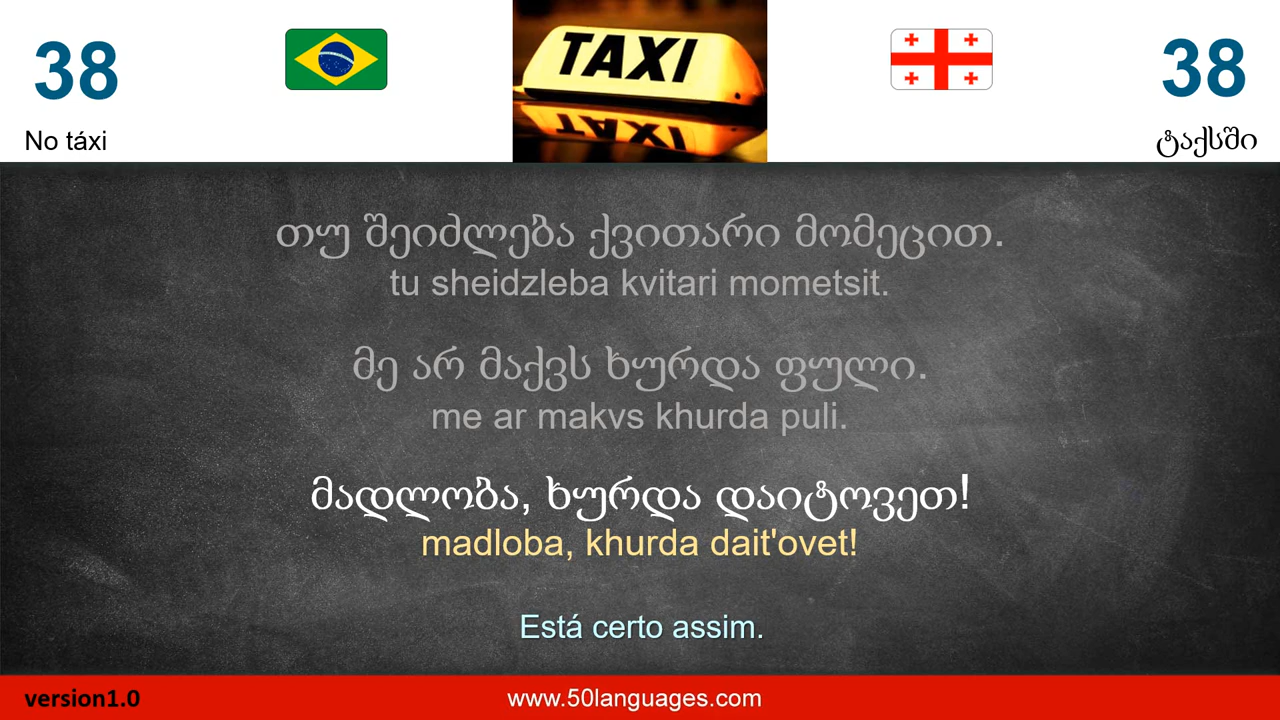 38
No táxi
TAXI
38
ტაქსში
თუ შეიძლება ქვითარი მომეცით.
tu sheidzleba kvitari mometsit.
მე არ მაქვს ხურდა ფული.
me ar makvs khurda puli.
მადლობა, ხურდა დაიტოვეთ!
madloba, khurda dait'ovet!
Está certo assim.
version1.0
www.50languages.com